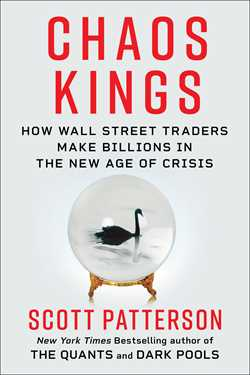 CHAOS
KINGS
HOW WALL STREET TRADERS
MAKE BILLIONS IN
THE NEW AGE OF CRISIS
SCOTT PATTERSON
New York Times Bestselling author of
THE QUANTS and DARK POOLS